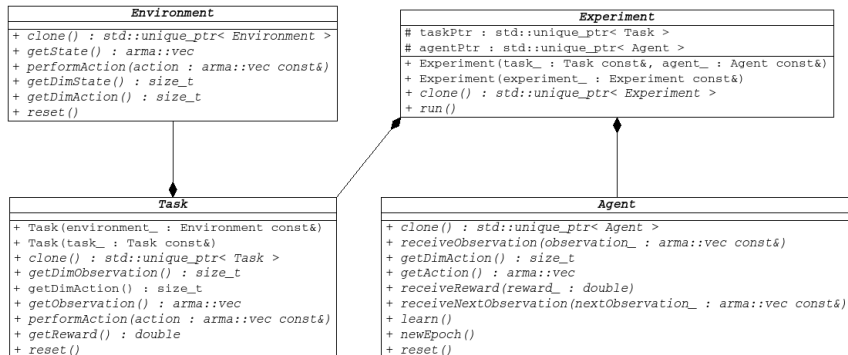 Environment
+ clone() : std::unique_ptr< Environment >
+ getState() : arma::vec
+ performAction(action : arma::vec const&)
+ getDimState() : size_t
+ getDimAction() : size_t
+ reset()
Experiment
# taskPtr : std::unique_ptr< Task >
# agentPtr : std::unique_ptr< Agent >
+ Experiment(task_ : Task const&, agent_ : Agent const&)
+ Experiment(experiment_ : Experiment const&)
+ clone() : std::unique_ptr< Experiment >
+ run()
Task
+ Task(environment_ : Environment const&)
+ Task(task_ : Task const&)
+ clone() : std::unique_ptr< Task >
+ getDimObservation() : size_t
+ getDimAction() : size_t
+ getObservation() : arma::vec
+ performAction(action : arma::vec const&)
+ getReward() : double
+ reset()
Agent
+ clone() : std::unique_ptr< Agent >
+ receiveObservation(observation_ : arma::vec const&)
+ getDimAction() : size_t
+ getAction() : arma::vec
+ receiveReward(reward_ : double)
+ receiveNextObservation(nextObservation_ : arma::vec const&)
+ learn()
+ newEpoch()
+ reset()